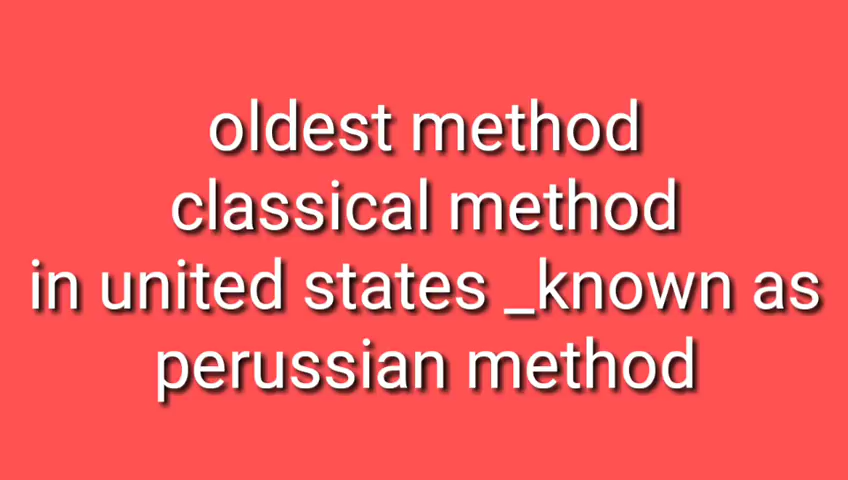 oldest method
classical method
in united states _known as
perussian method